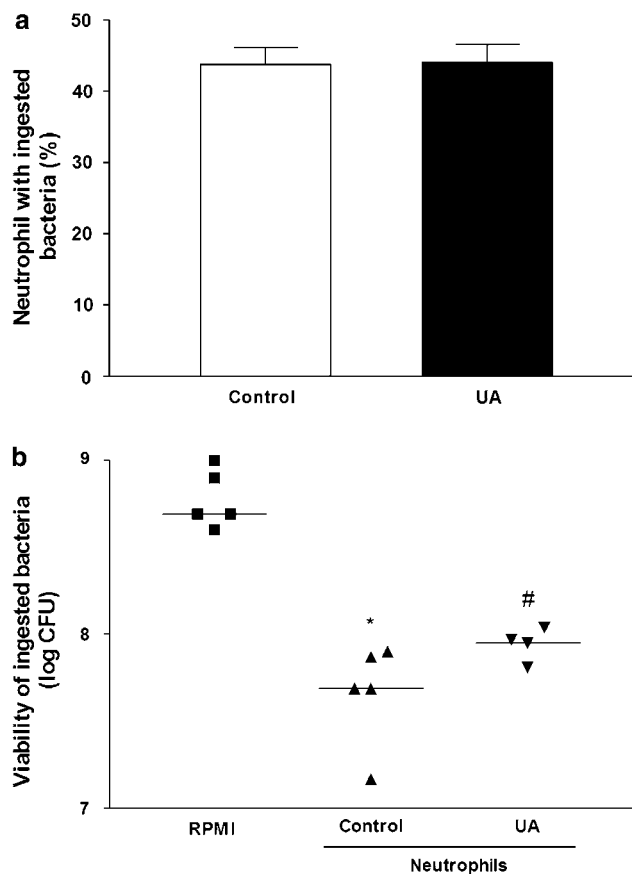 a
Neutrophil with ingested
bacteria (%)
50
40
30
20
10
0
Control UA
b
Viability of ingested bacteria
(log CFU)
9
8
7
*
#
RPMI Control UA
Neutrophils